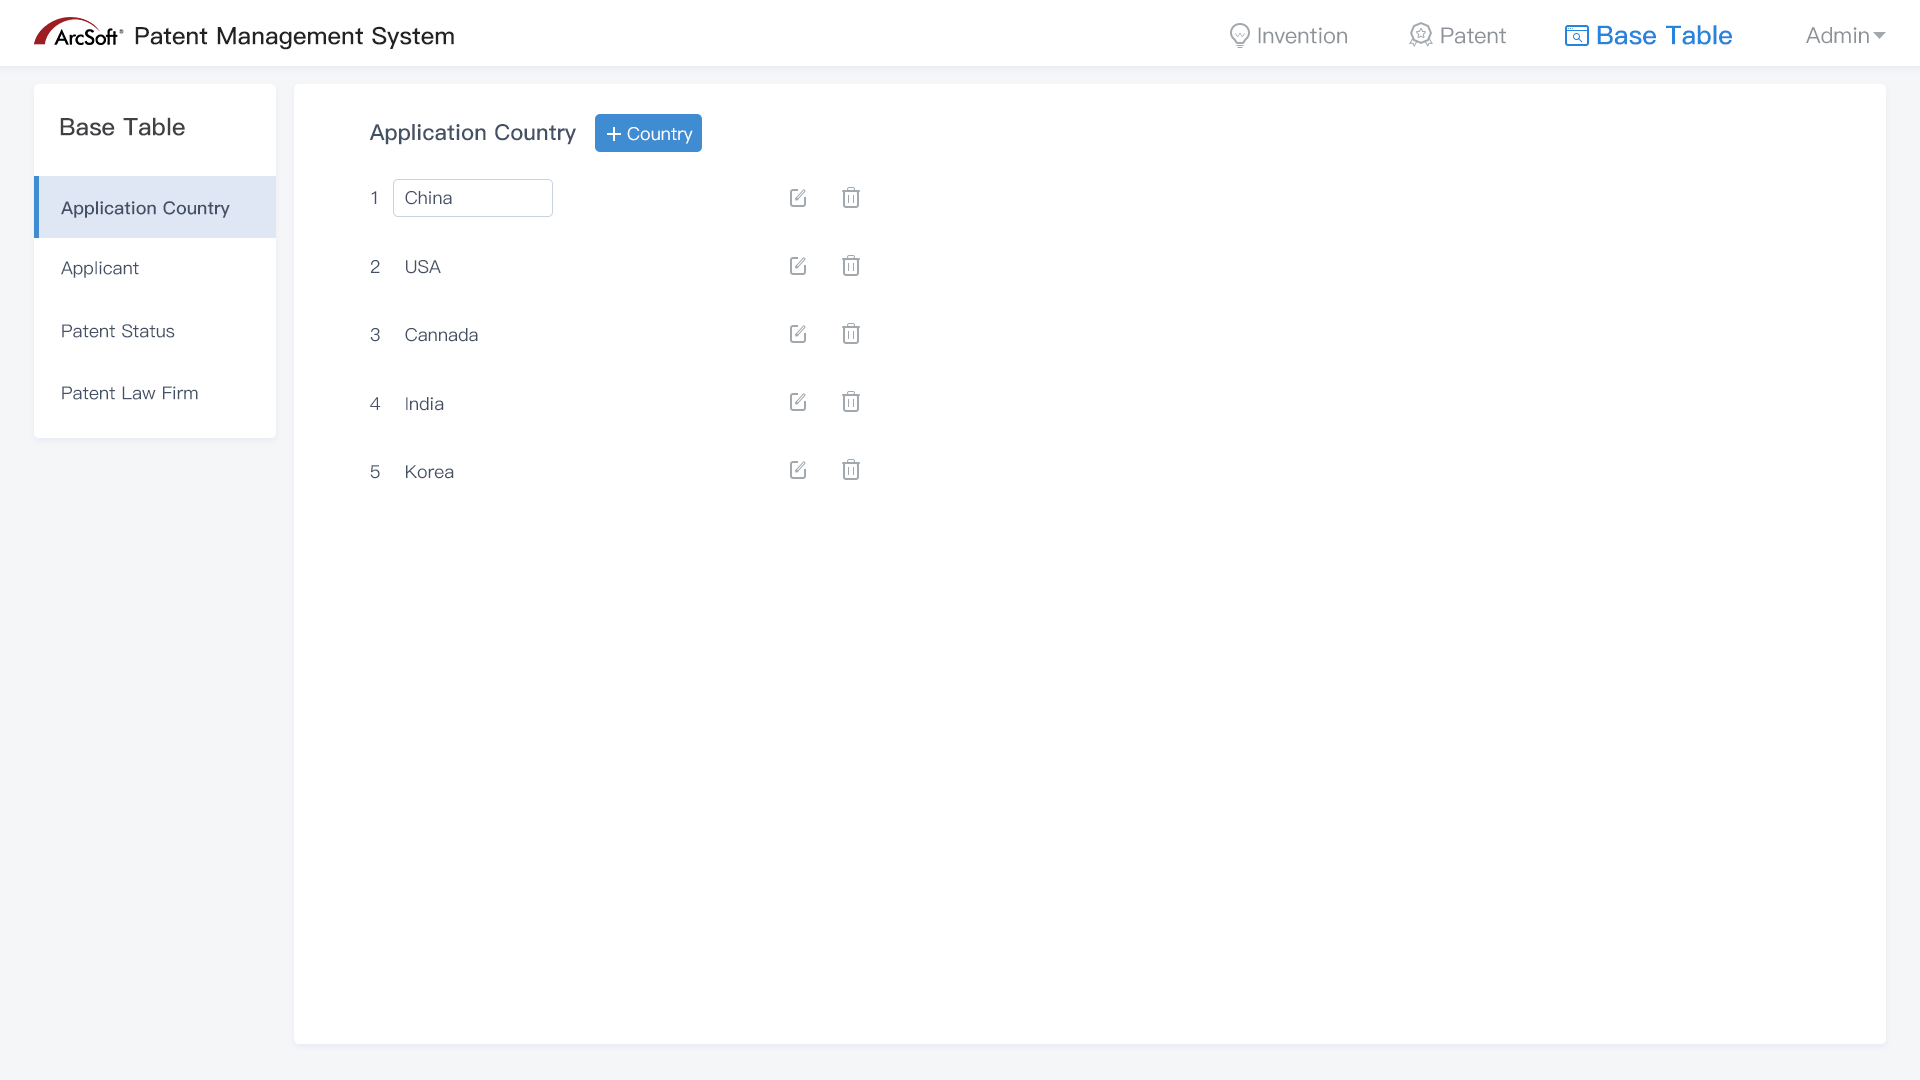 ArcSoft® Patent Management System
Invention
Patent
Base Table
Admin
Base Table
Application Country
Applicant
Patent Status
Patent Law Firm
Application Country
+ Country
1 China
2 USA
3 Cannada
4 India
5 Korea